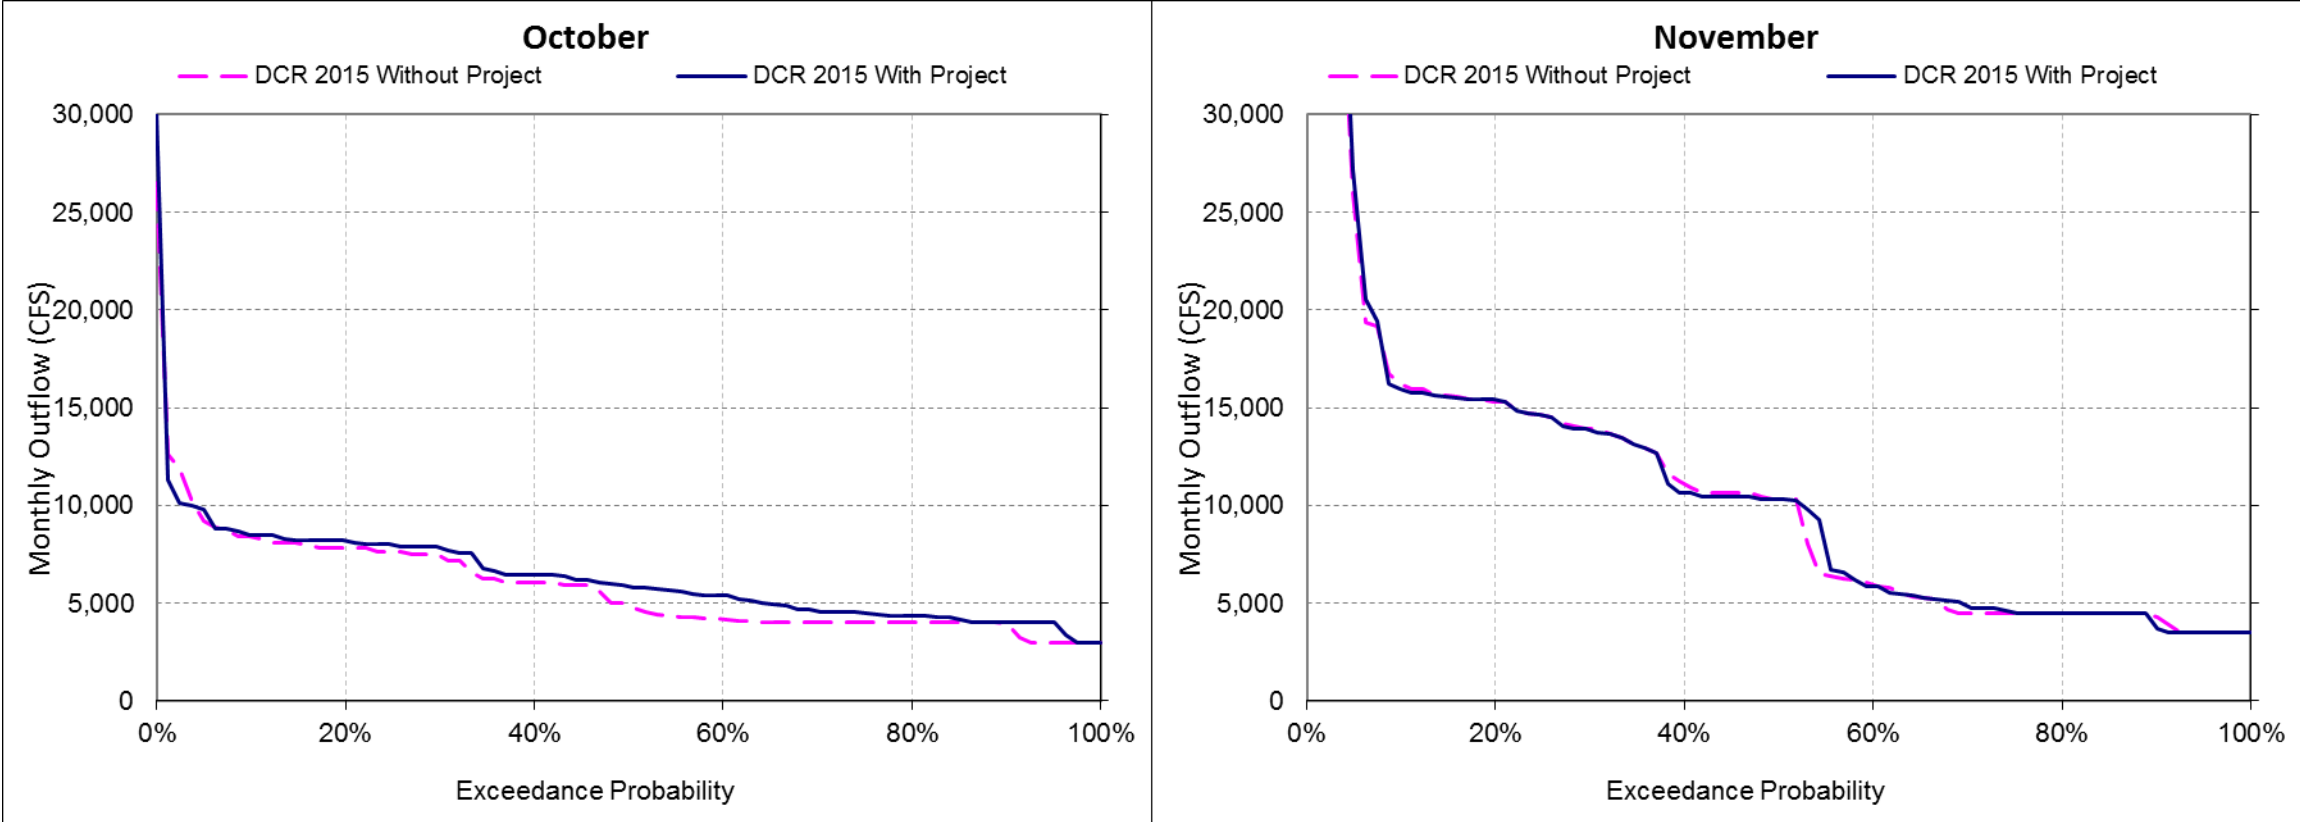 October
DCR 2015 Without Project DCR 2015 With Project
30,000
25,000
20,000
15,000
10,000
5,000
0
Monthly Outflow (CFS)
0% 20% 40% 60% 80% 100%
Exceedance Probability
November
DCR 2015 Without Project DCR 2015 With Project
30,000
25,000
20,000
15,000
10,000
5,000
0
Monthly Outflow (CFS)
0% 20% 40% 60% 80% 100%
Exceedance Probability